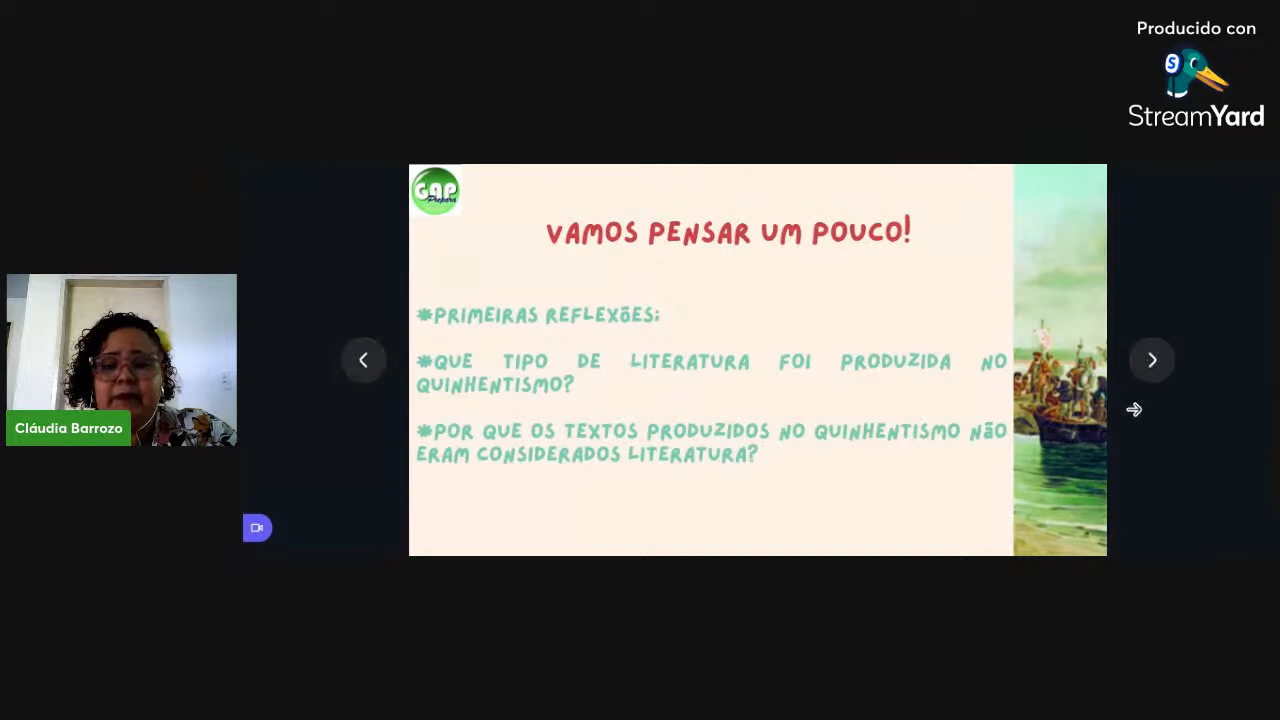 Producido con
S
StreamYard
GAP
Prepara
VAMOS PENSAR UM POUCO!
*PRIMEIRAS REFLEXÕES:
*QUE TIPO DE LITERATURA FOI PRODUZIDA NO
QUINHENTISMO?
*POR QUE OS TEXTOS PRODUZIDOS NO QUINHENTISMO NÃO
ERAM CONSIDERADOS LITERATURA?
Cláudia Barrozo